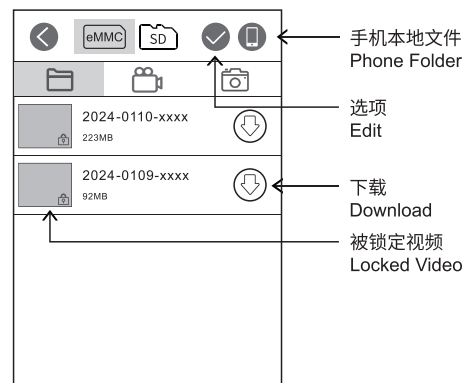 eMMC SD
手机本地文件
Phone Folder
选项
Edit
2024-0110-xxxx
223MB
2024-0109-xxxx
92MB
下载
Download
被锁定视频
Locked Video